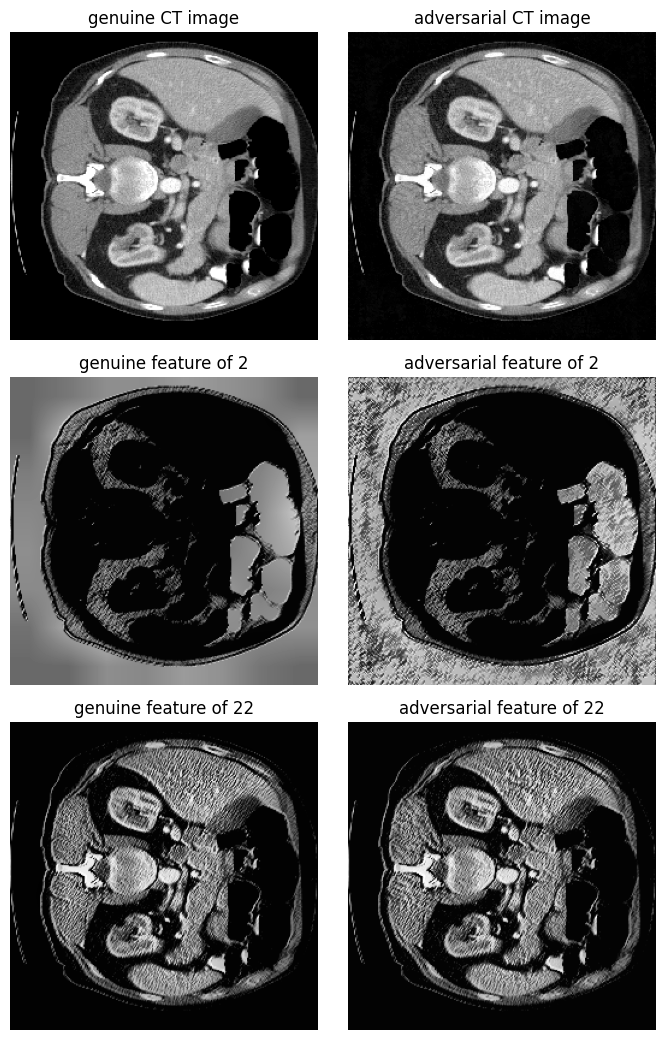 genuine CT image
adversarial CT image
genuine feature of 2
adversarial feature of 2
genuine feature of 22
adversarial feature of 22